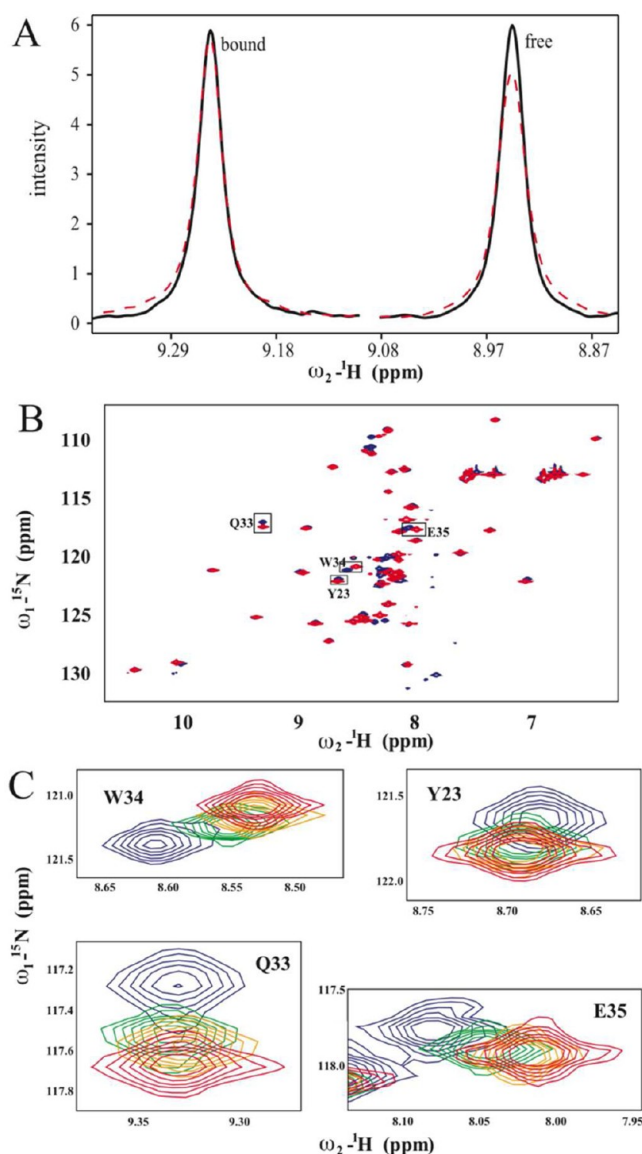 A
bound
free
6
5
4
3
2
1
0
intensity
9.29 9.18 9.08 8.97 8.87
ω2-1H (ppm)
B
110
115
120
125
130
ω1-15N (ppm)
Q33
E35
W34
Y23
10 9 8 7
ω2-1H (ppm)
C
W34
121.0
121.5
8.65 8.60 8.55 8.50
Y23
121.5
122.0
8.75 8.70 8.65
ω1-15N (ppm)
Q33
117.2
117.4
117.6
117.8
9.35 9.30
E35
117.5
118.0
8.10 8.05 8.00 7.95
ω2-1H (ppm)